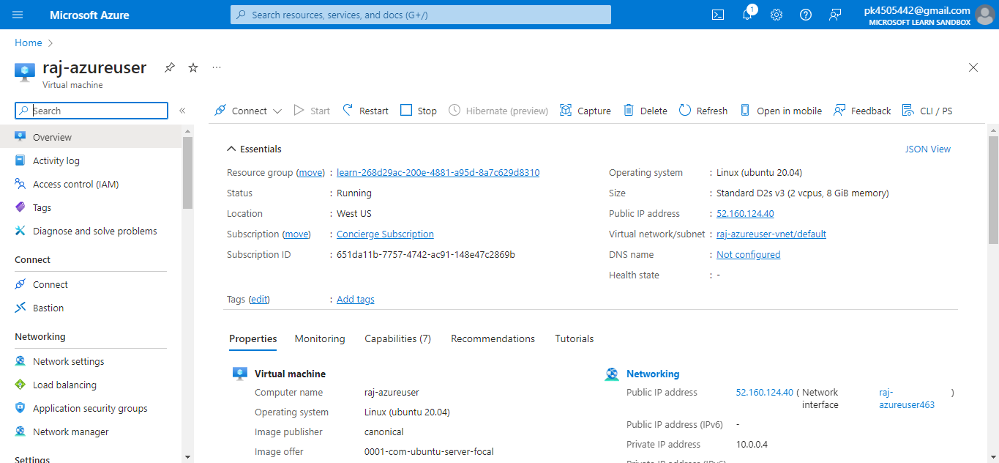 Microsoft Azure
Search resources, services, and docs (G+/)
1
pk4505442@gmail.com
MICROSOFT LEARN SANDBOX
Home
raj-azureuser
Virtual machine
Search
Overview
Activity log
Access control (IAM)
Tags
Diagnose and solve problems
Connect
Connect
Bastion
Networking
Network settings
Load balancing
Application security groups
Network manager
Settings
Connect Start Restart Stop Hibernate (preview) Capture Delete Refresh Open in mobile Feedback CLI / PS
Essentials
JSON View
Resource group (move) : learn-268d29ac-200e-4881-a95d-8a7c629d8310
Status : Running
Location : West US
Subscription (move) : Concierge Subscription
Subscription ID : 651da11b-7757-4742-ac91-148e47c2869b
Operating system : Linux (ubuntu 20.04)
Size : Standard D2s v3 (2 vcpus, 8 GiB memory)
Public IP address : 52.160.124.40
Virtual network/subnet : raj-azureuser-vnet/default
DNS name : Not configured
Health state : -
Tags (edit) : Add tags
Properties Monitoring Capabilities (7) Recommendations Tutorials
Virtual machine
Computer name raj-azureuser
Operating system Linux (ubuntu 20.04)
Image publisher canonical
Image offer 0001-com-ubuntu-server-focal
Networking
Public IP address 52.160.124.40 ( Network raj- )
interface azureuser463
Public IP address (IPv6) -
Private IP address 10.0.0.4
Private IP address (IPv6)